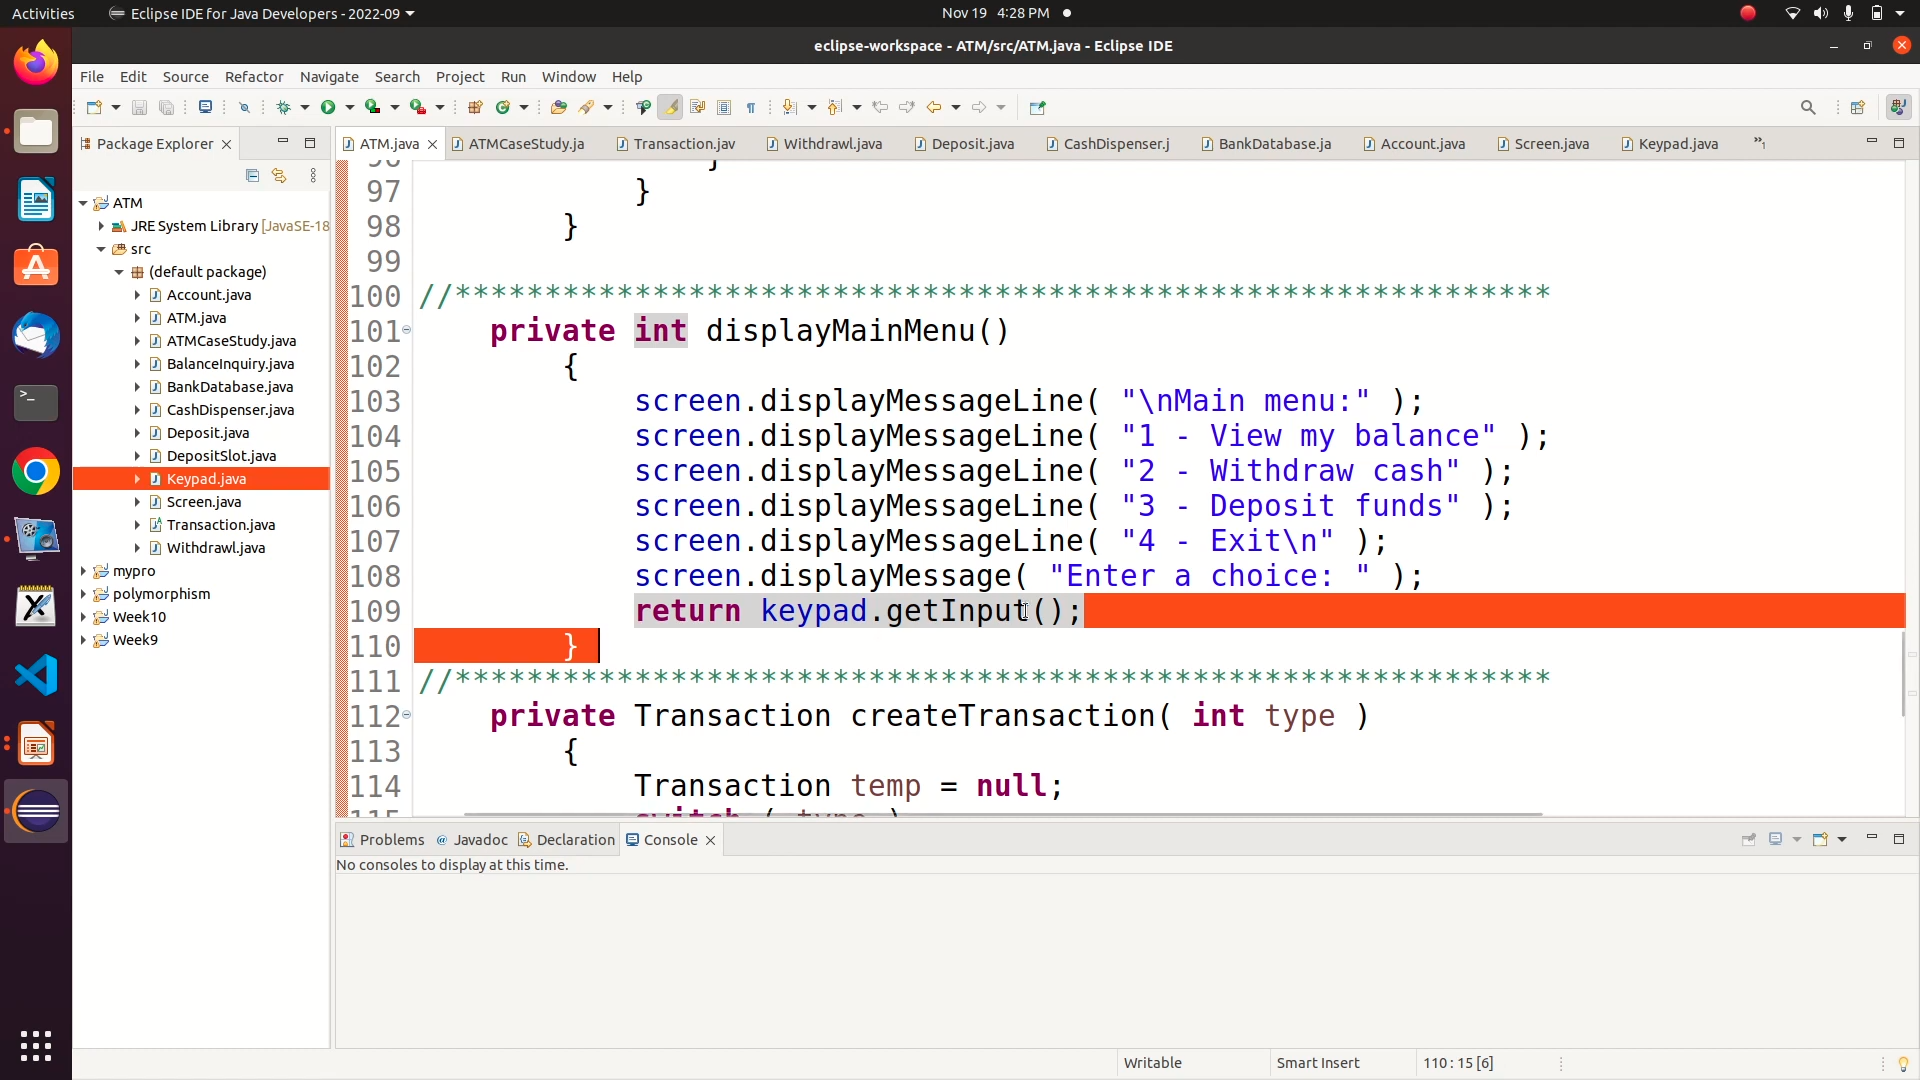 Activities
Eclipse IDE for Java Developers - 2022-09
Nov 19 4:28 PM
eclipse-workspace - ATM/src/ATM.java - Eclipse IDE
File Edit Source Refactor Navigate Search Project Run Window Help
Package Explorer
ATM
JRE System Library [JavaSE-18
src
(default package)
Account.java
ATM.java
ATMCaseStudy.java
BalanceInquiry.java
BankDatabase.java
CashDispenser.java
Deposit.java
DepositSlot.java
Keypad.java
Screen.java
Transaction.java
Withdrawl.java
mypro
polymorphism
Week10
Week9
ATM.java ATMCaseStudy.ja Transaction.jav Withdrawl.java Deposit.java CashDispenser.j BankDatabase.ja Account.java Screen.java Keypad.java »1
96 }
97 }
98 }
99
100 //*************************************************************
101 private int displayMainMenu()
102 {
103 screen.displayMessageLine( "\nMain menu:" );
104 screen.displayMessageLine( "1 - View my balance" );
105 screen.displayMessageLine( "2 - Withdraw cash" );
106 screen.displayMessageLine( "3 - Deposit funds" );
107 screen.displayMessageLine( "4 - Exit\n" );
108 screen.displayMessage( "Enter a choice: " );
109 return keypad.getInput();
110 }
111 //*************************************************************
112 private Transaction createTransaction( int type )
113 {
114 Transaction temp = null;
115 switch ( type )
Problems Javadoc Declaration Console
No consoles to display at this time.
Writable Smart Insert 110 : 15 [6]